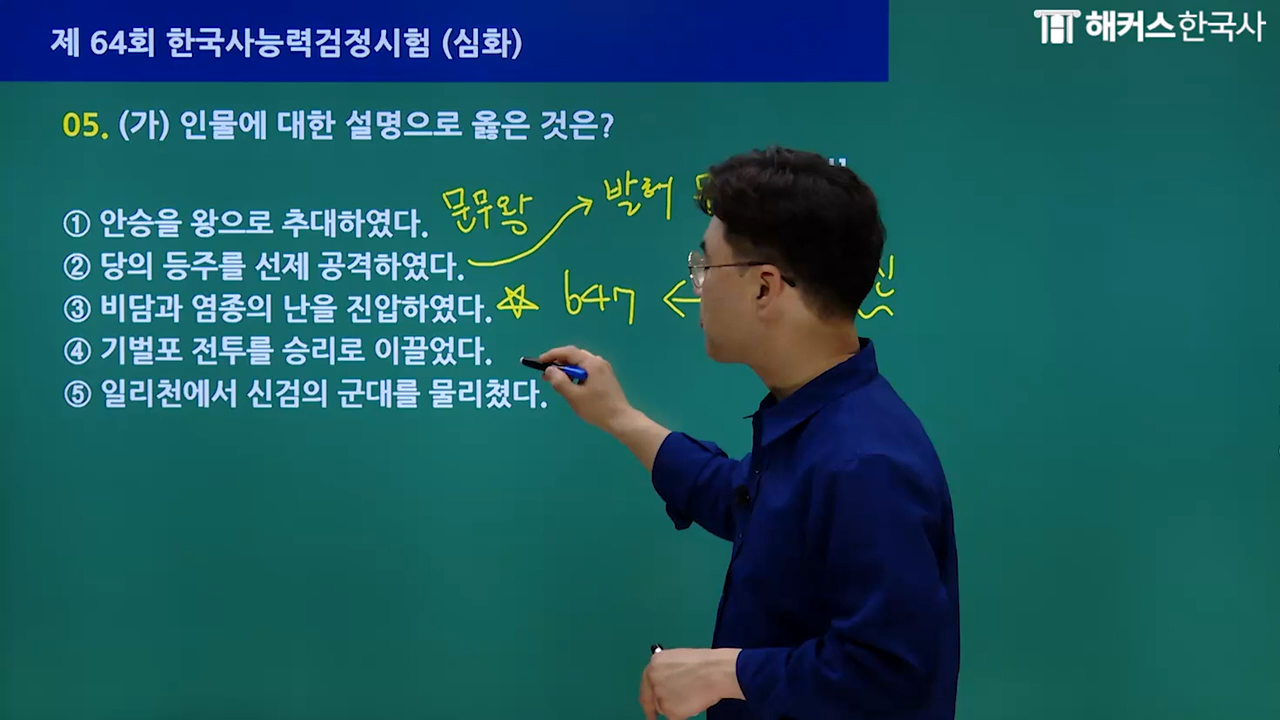 제 64회 한국사능력검정시험 (심화)
해커스한국사
05. (가) 인물에 대한 설명으로 옳은 것은?
① 안승을 왕으로 추대하였다. 문무왕
발해
② 당의 등주를 선제 공격하였다.
③ 비담과 염종의 난을 진압하였다. ☆ 647 ←
④ 기벌포 전투를 승리로 이끌었다.
⑤ 일리천에서 신검의 군대를 물리쳤다.